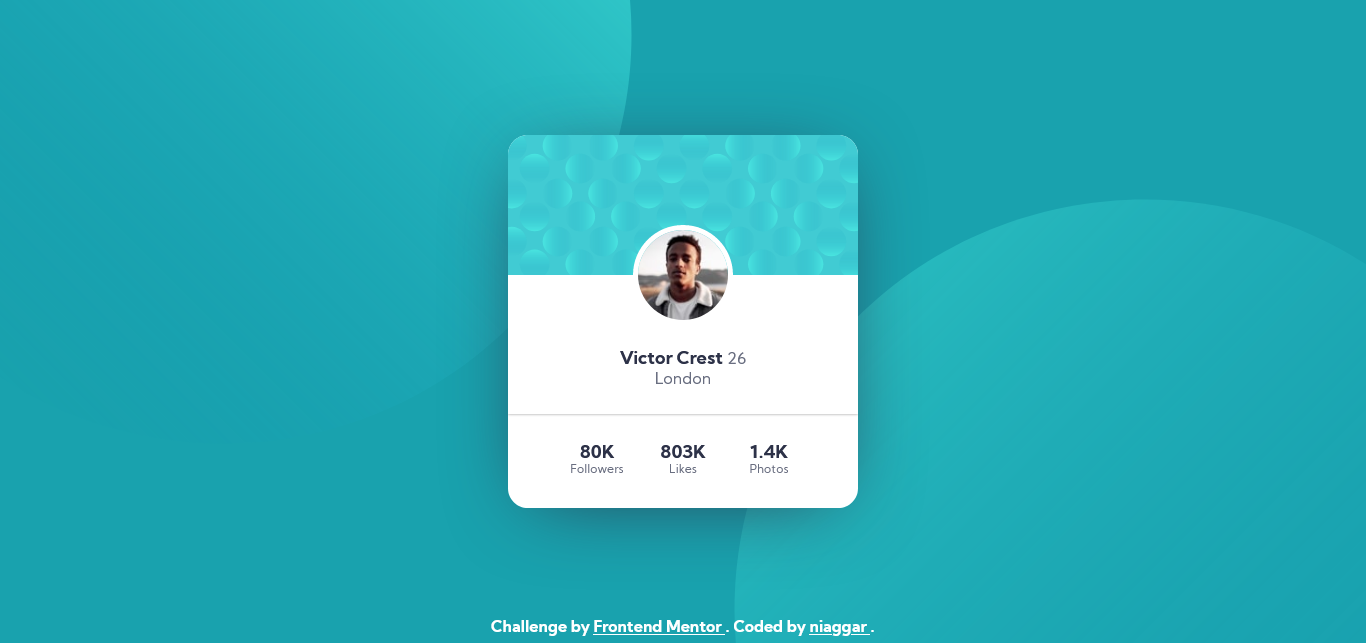 Victor Crest 26
London
80K 803K 1.4K
Followers Likes Photos
Challenge by Frontend Mentor . Coded by niaggar .